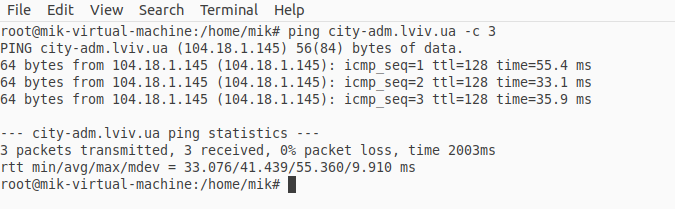 File Edit View Search Terminal Help
root@mik-virtual-machine:/home/mik# ping city-adm.lviv.ua -c 3
PING city-adm.lviv.ua (104.18.1.145) 56(84) bytes of data.
64 bytes from 104.18.1.145 (104.18.1.145): icmp_seq=1 ttl=128 time=55.4 ms
64 bytes from 104.18.1.145 (104.18.1.145): icmp_seq=2 ttl=128 time=33.1 ms
64 bytes from 104.18.1.145 (104.18.1.145): icmp_seq=3 ttl=128 time=35.9 ms
--- city-adm.lviv.ua ping statistics ---
3 packets transmitted, 3 received, 0% packet loss, time 2003ms
rtt min/avg/max/mdev = 33.076/41.439/55.360/9.910 ms
root@mik-virtual-machine:/home/mik#